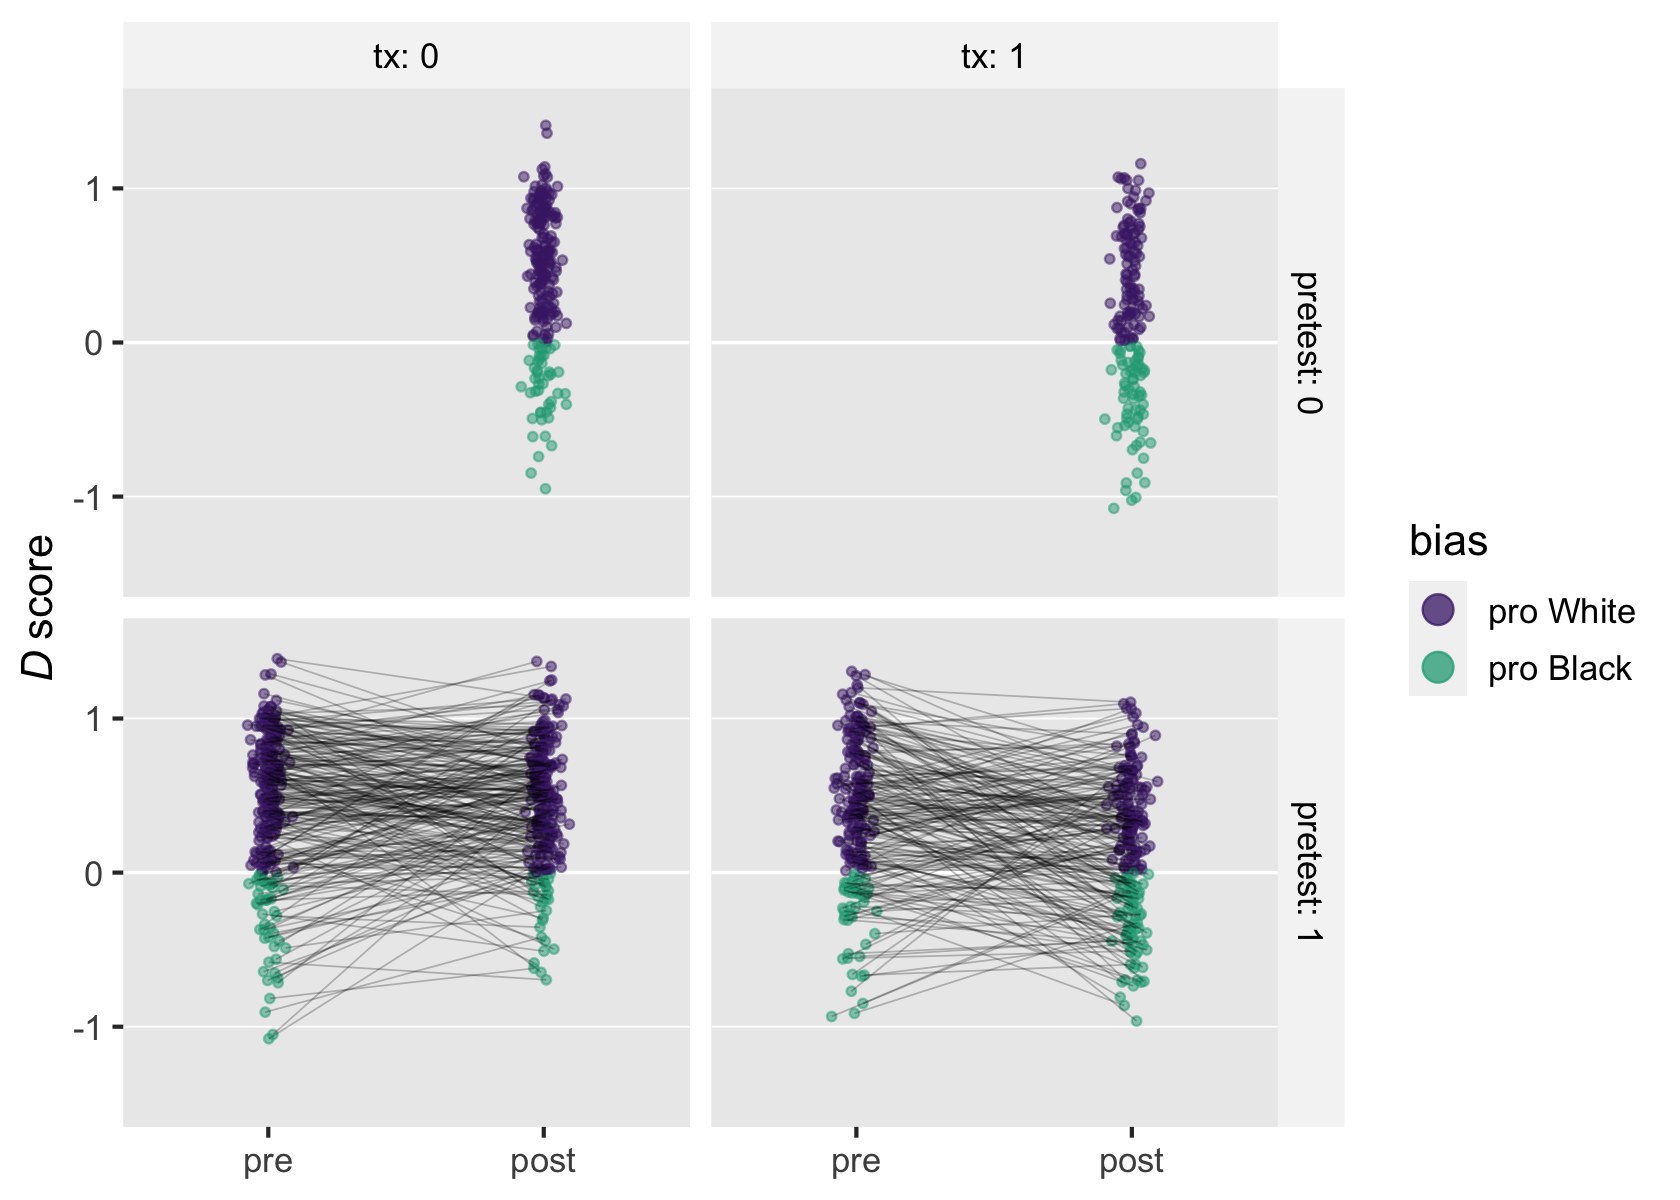 tx: 0
tx: 1
1
0
-1
pretest: 0
D score
1
0
-1
pretest: 1
pre
post
pre
post
bias
pro White
pro Black